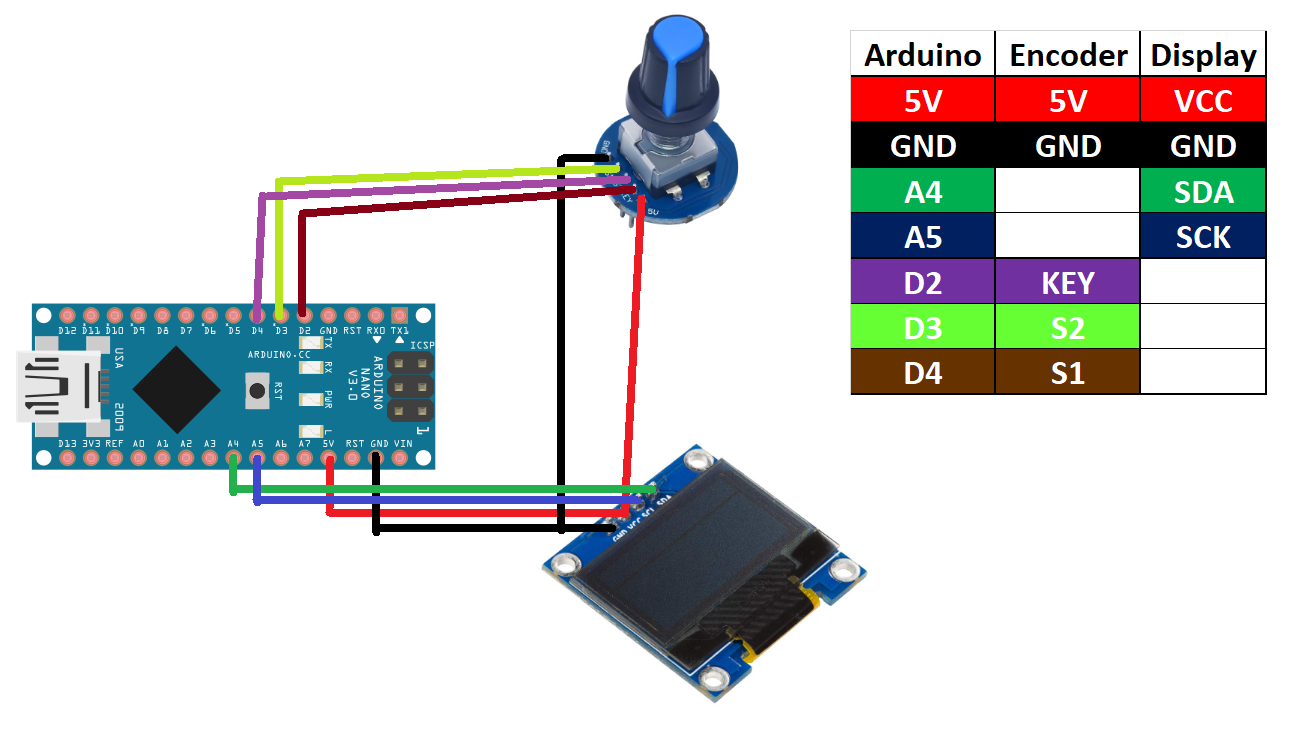 Arduino Encoder Display
5V 5V VCC
GND GND GND
A4 SDA
A5 SCK
D2 KEY
D3 S2
D4 S1
GND
KEY
5V
D12 D11 D10 D9 D8 D7 D6 D5 D4 D3 D2 GND RST RX0 TX1
TX
RX
PWR
L
ARDUINO.CC
RST
ARDUINO
NANO
V3.0
ICSP
1
USA
2009
D13 3V3 REF A0 A1 A2 A3 A4 A5 A6 A7 5V RST GND VIN
GND VCC SCL SDA